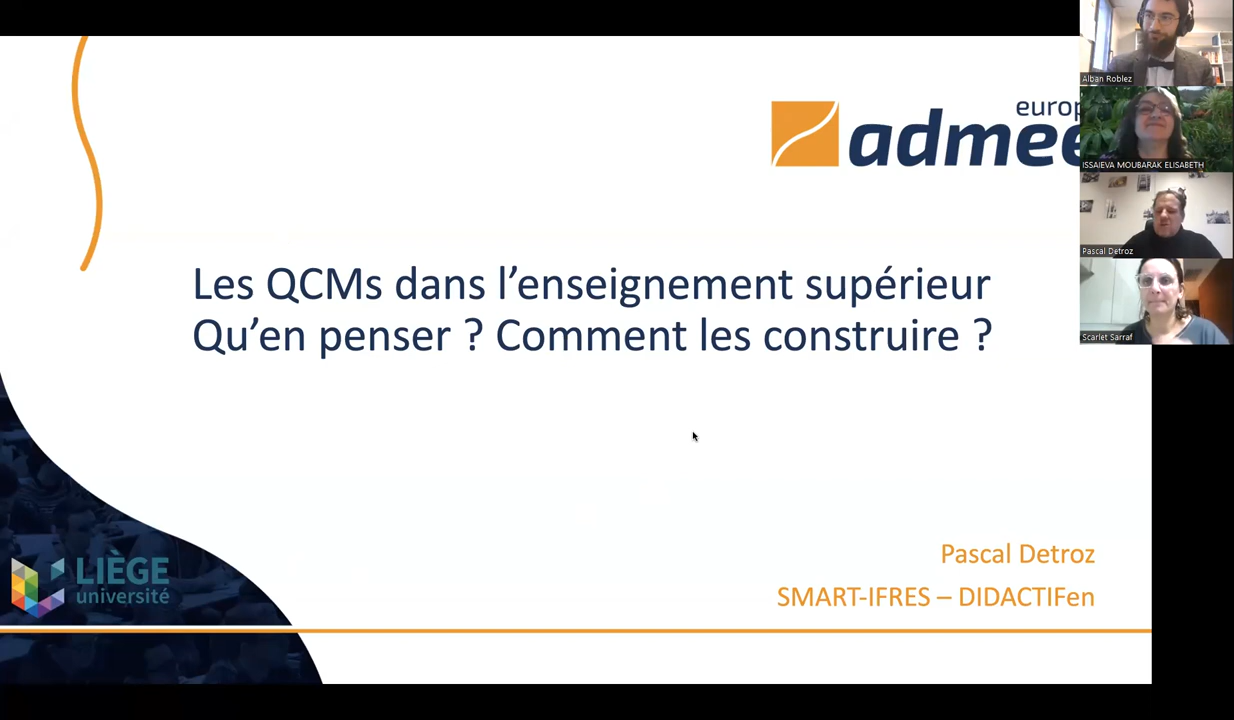 europ
admee
Alban Roblez
ISSAIEVA MOUBARAK ELISABETH
Pascal Detroz
Scarlet Sarraf
Les QCMs dans l’enseignement supérieur
Qu’en penser ? Comment les construire ?
Pascal Detroz
SMART-IFRES – DIDACTIFen
LIÈGE
université